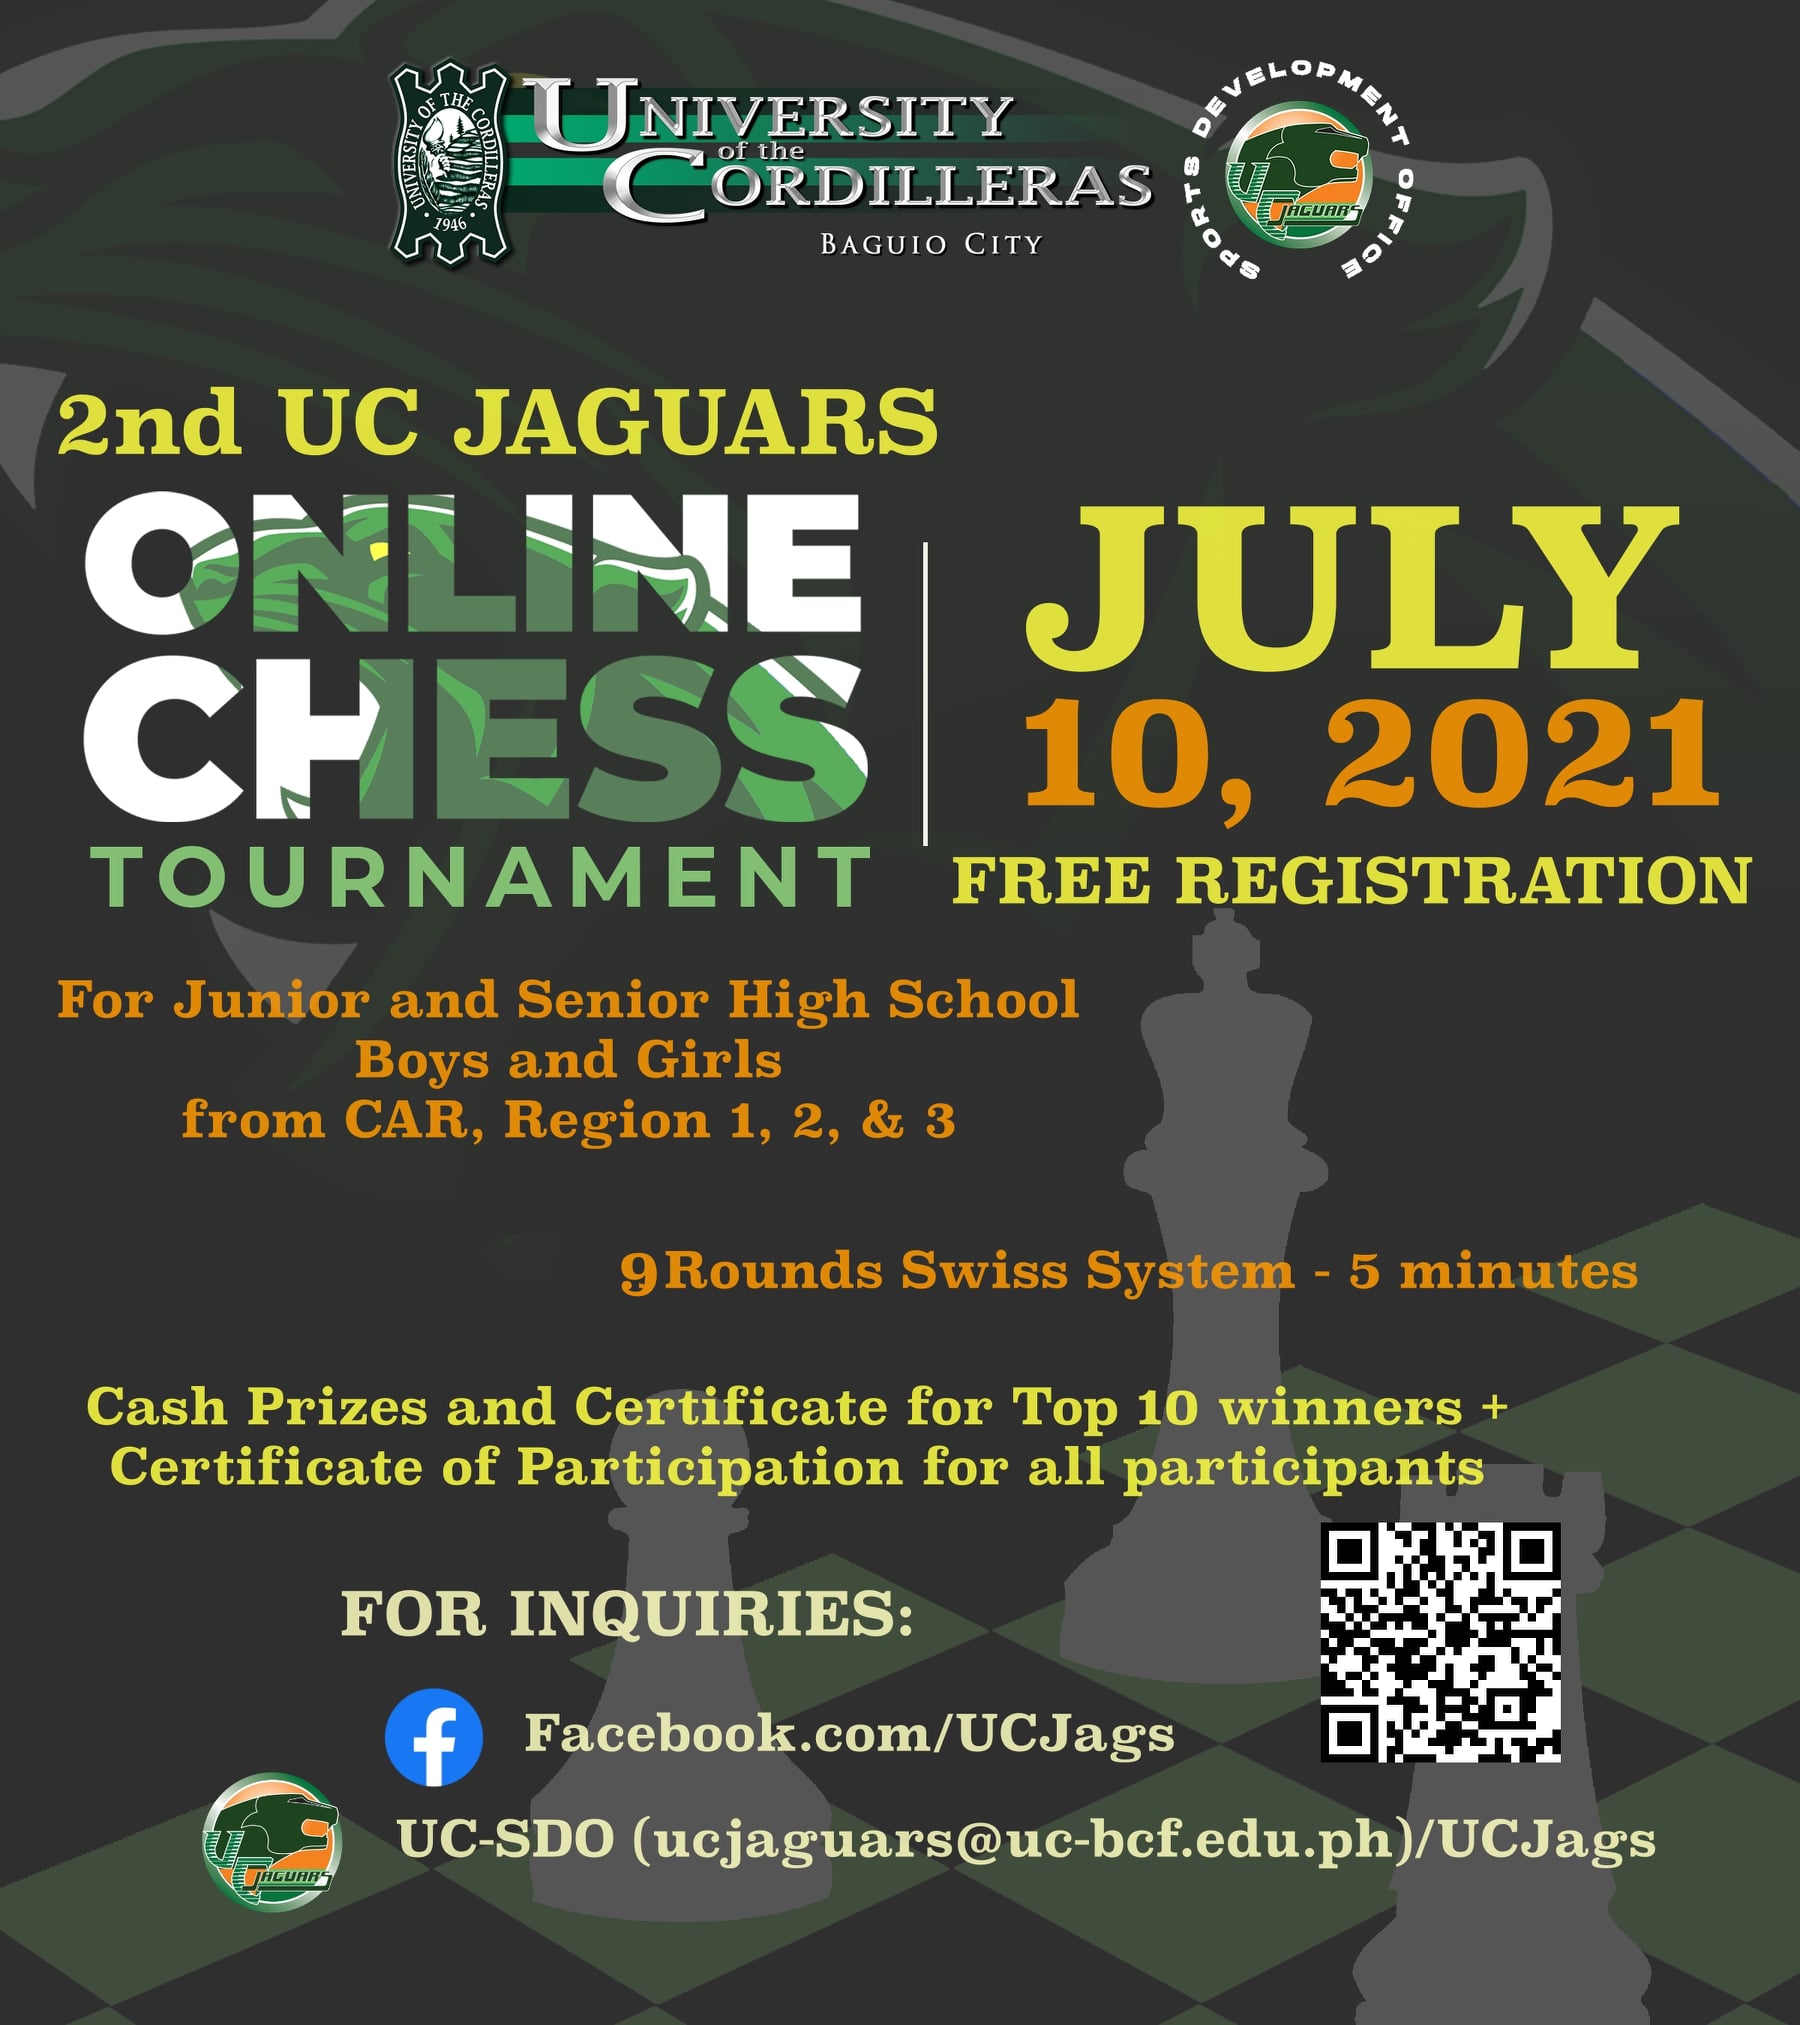 UNIVERSITY OF THE CORDILLERAS
1946
UNIVERSITY
of the
CORDILLERAS
BAGUIO CITY
SPORTS DEVELOPMENT OFFICE
UC JAGUARS
2nd UC JAGUARS
ONLINE
CHESS
TOURNAMENT
JULY
10, 2021
FREE REGISTRATION
For Junior and Senior High School
Boys and Girls
from CAR, Region 1, 2, & 3
9Rounds Swiss System - 5 minutes
Cash Prizes and Certificate for Top 10 winners +
Certificate of Participation for all participants
FOR INQUIRIES:
Facebook.com/UCJags
UC JAGUARS
UC-SDO (ucjaguars@uc-bcf.edu.ph)/UCJags